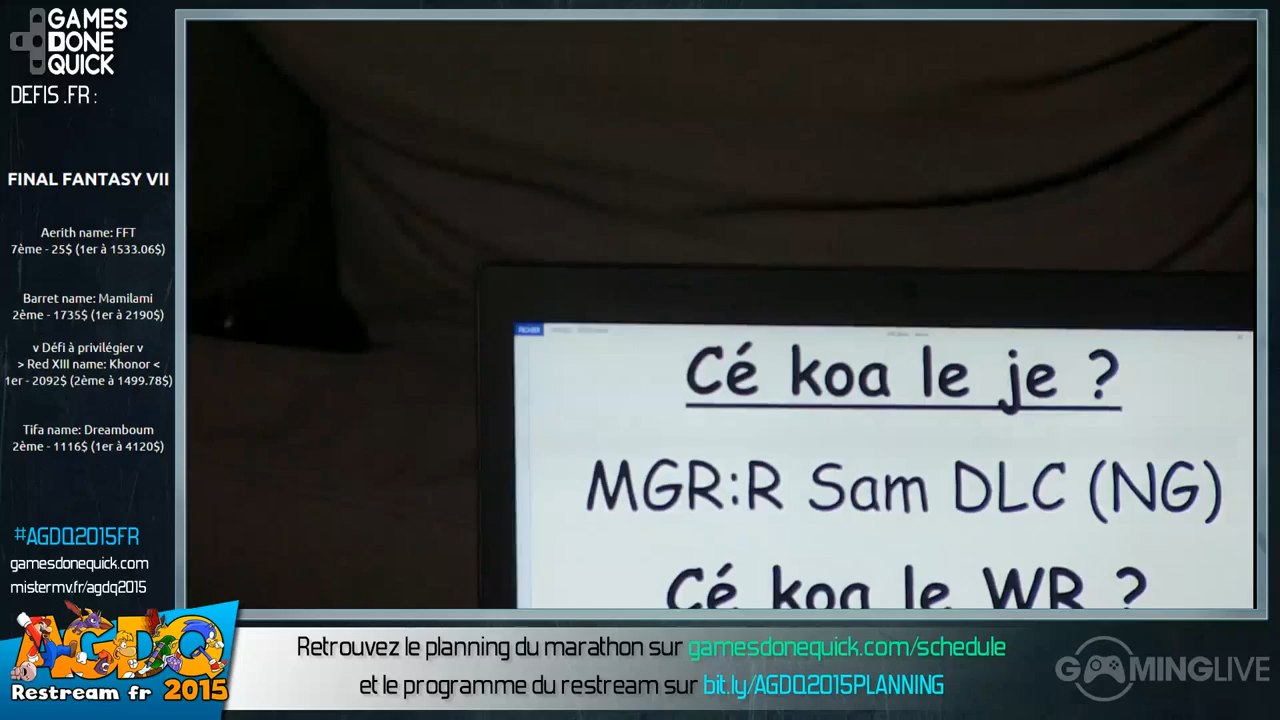 GAMES
DONE
QUICK
DEFIS .FR :
FINAL FANTASY VII
Aerith name: FFT
7ème - 25$ (1er à 1533.06$)
Barret name: Mamilami
2ème - 1735$ (1er à 2190$)
v Défi à privilégier v
> Red XIII name: Khonor <
1er - 2092$ (2ème à 1499.78$)
Tifa name: Dreamboum
2ème - 1116$ (1er à 4120$)
#AGDQ2015FR
gamesdonequick.com
mistermv.fr/agdq2015
AGDQ
Restream fr 2015
FICHIER
Cé koa le je ?
MGR:R Sam DLC (NG)
Cé koa le WR ?
Retrouvez le planning du marathon sur gamesdonequick.com/schedule
et le programme du restream sur bit.ly/AGDQ2015PLANNING
GAMINGLIVE